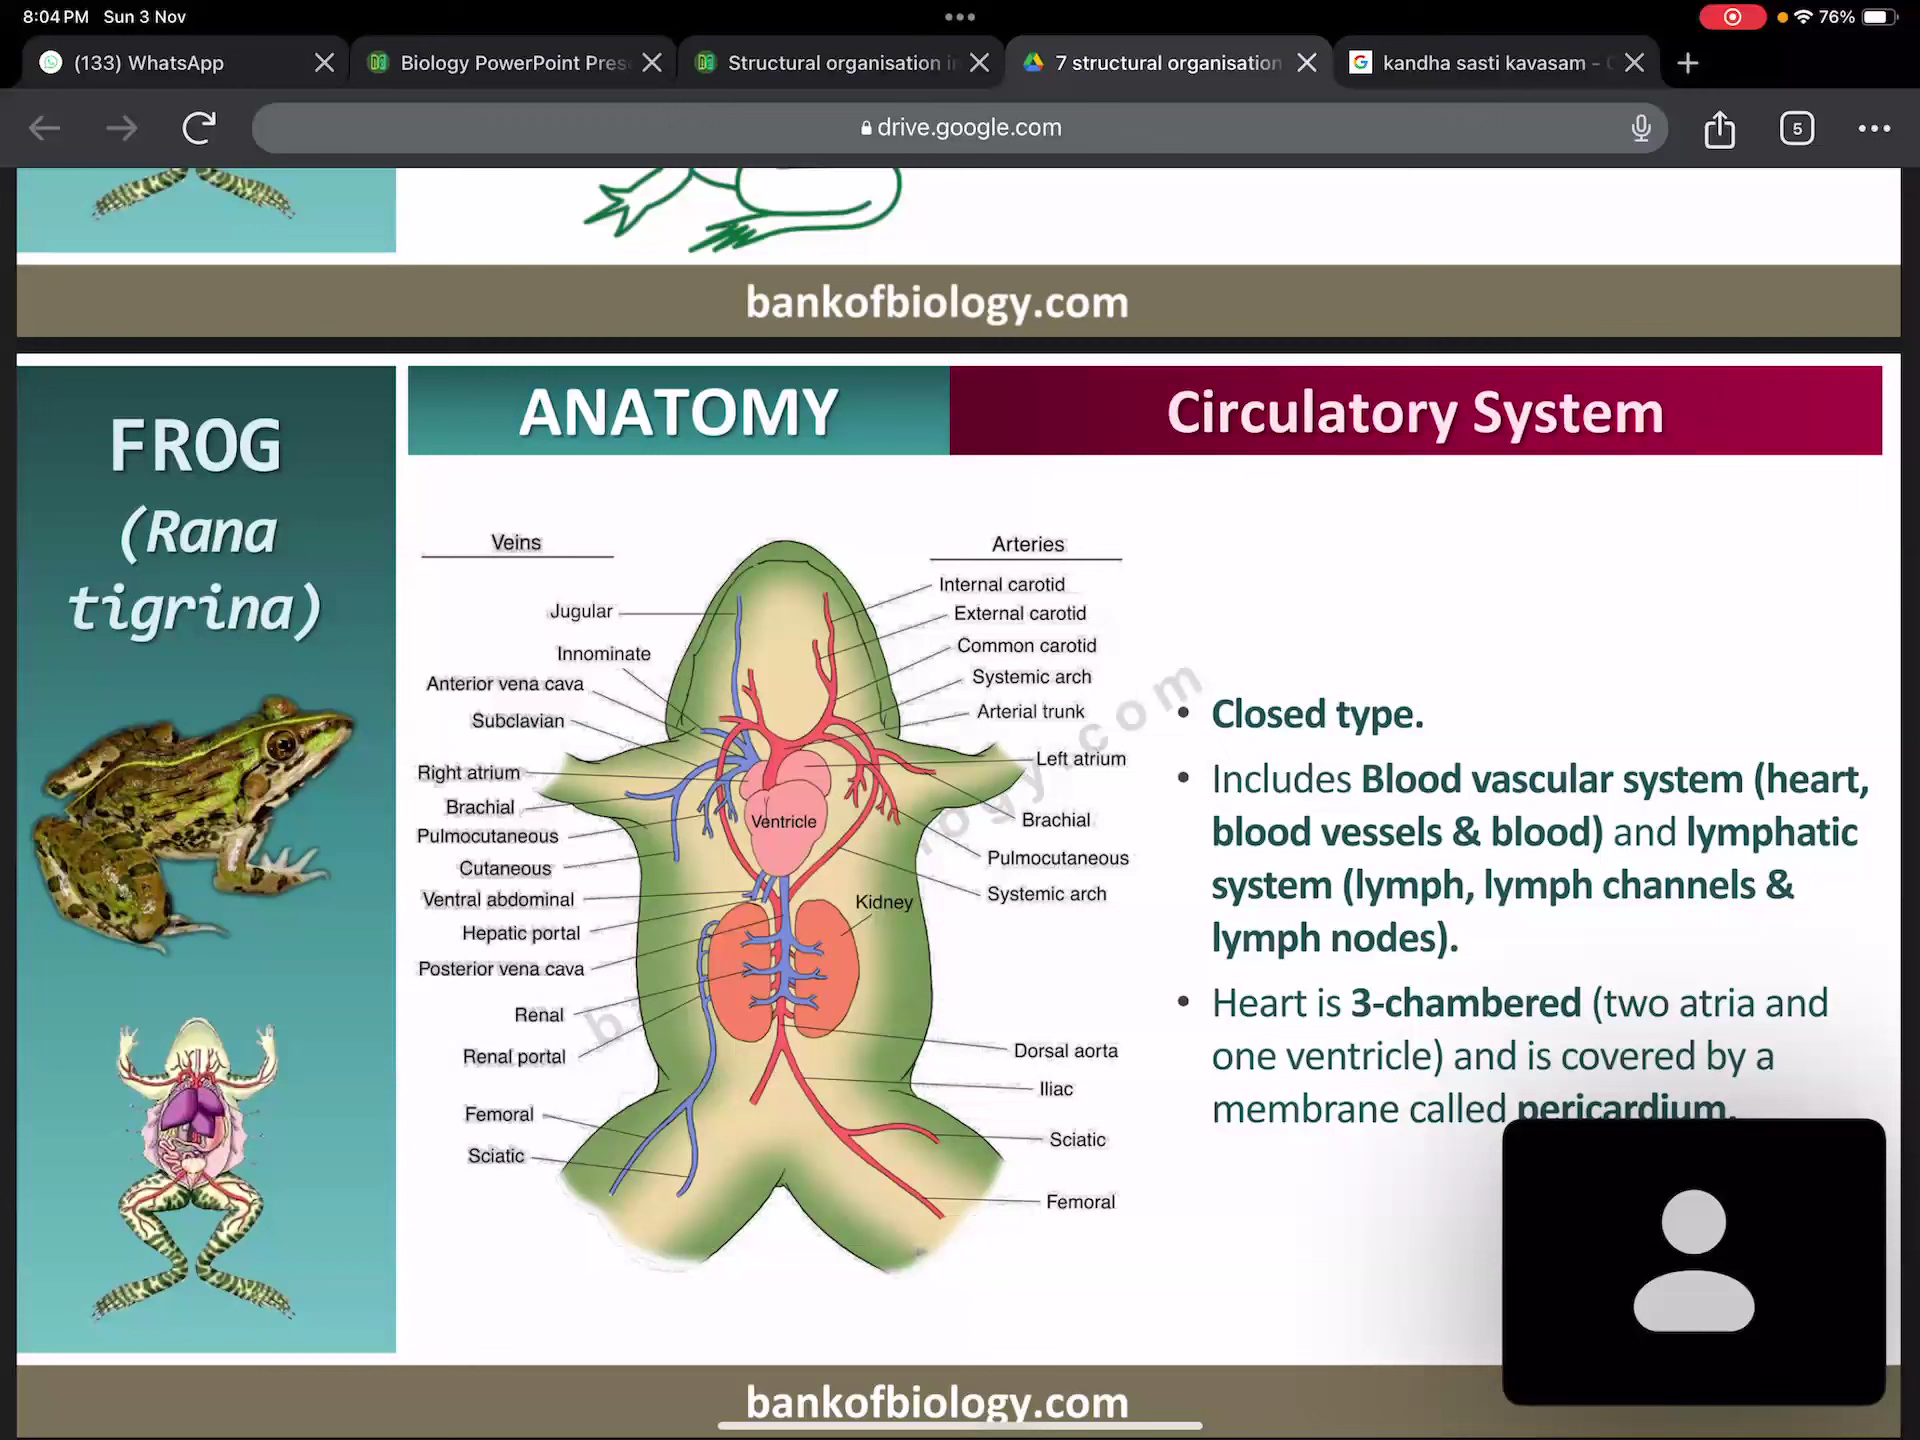 8:04 PM Sun 3 Nov
76%
(133) WhatsApp
Biology PowerPoint Pres
Structural organisation i
7 structural organisation
kandha sasti kavasam -
drive.google.com
5
bankofbiology.com
FROG
(Rana
tigrina)
ANATOMY
Circulatory System
Veins
Jugular
Innominate
Anterior vena cava
Subclavian
Right atrium
Brachial
Pulmocutaneous
Cutaneous
Ventral abdominal
Hepatic portal
Posterior vena cava
Renal
Renal portal
Femoral
Sciatic
Ventricle
Kidney
Arteries
Internal carotid
External carotid
Common carotid
Systemic arch
Arterial trunk
Left atrium
Brachial
Pulmocutaneous
Systemic arch
Dorsal aorta
Iliac
Sciatic
Femoral
• Closed type.
• Includes Blood vascular system (heart,
blood vessels & blood) and lymphatic
system (lymph, lymph channels &
lymph nodes).
• Heart is 3-chambered (two atria and
one ventricle) and is covered by a
membrane called pericardium.
bankofbiology.com